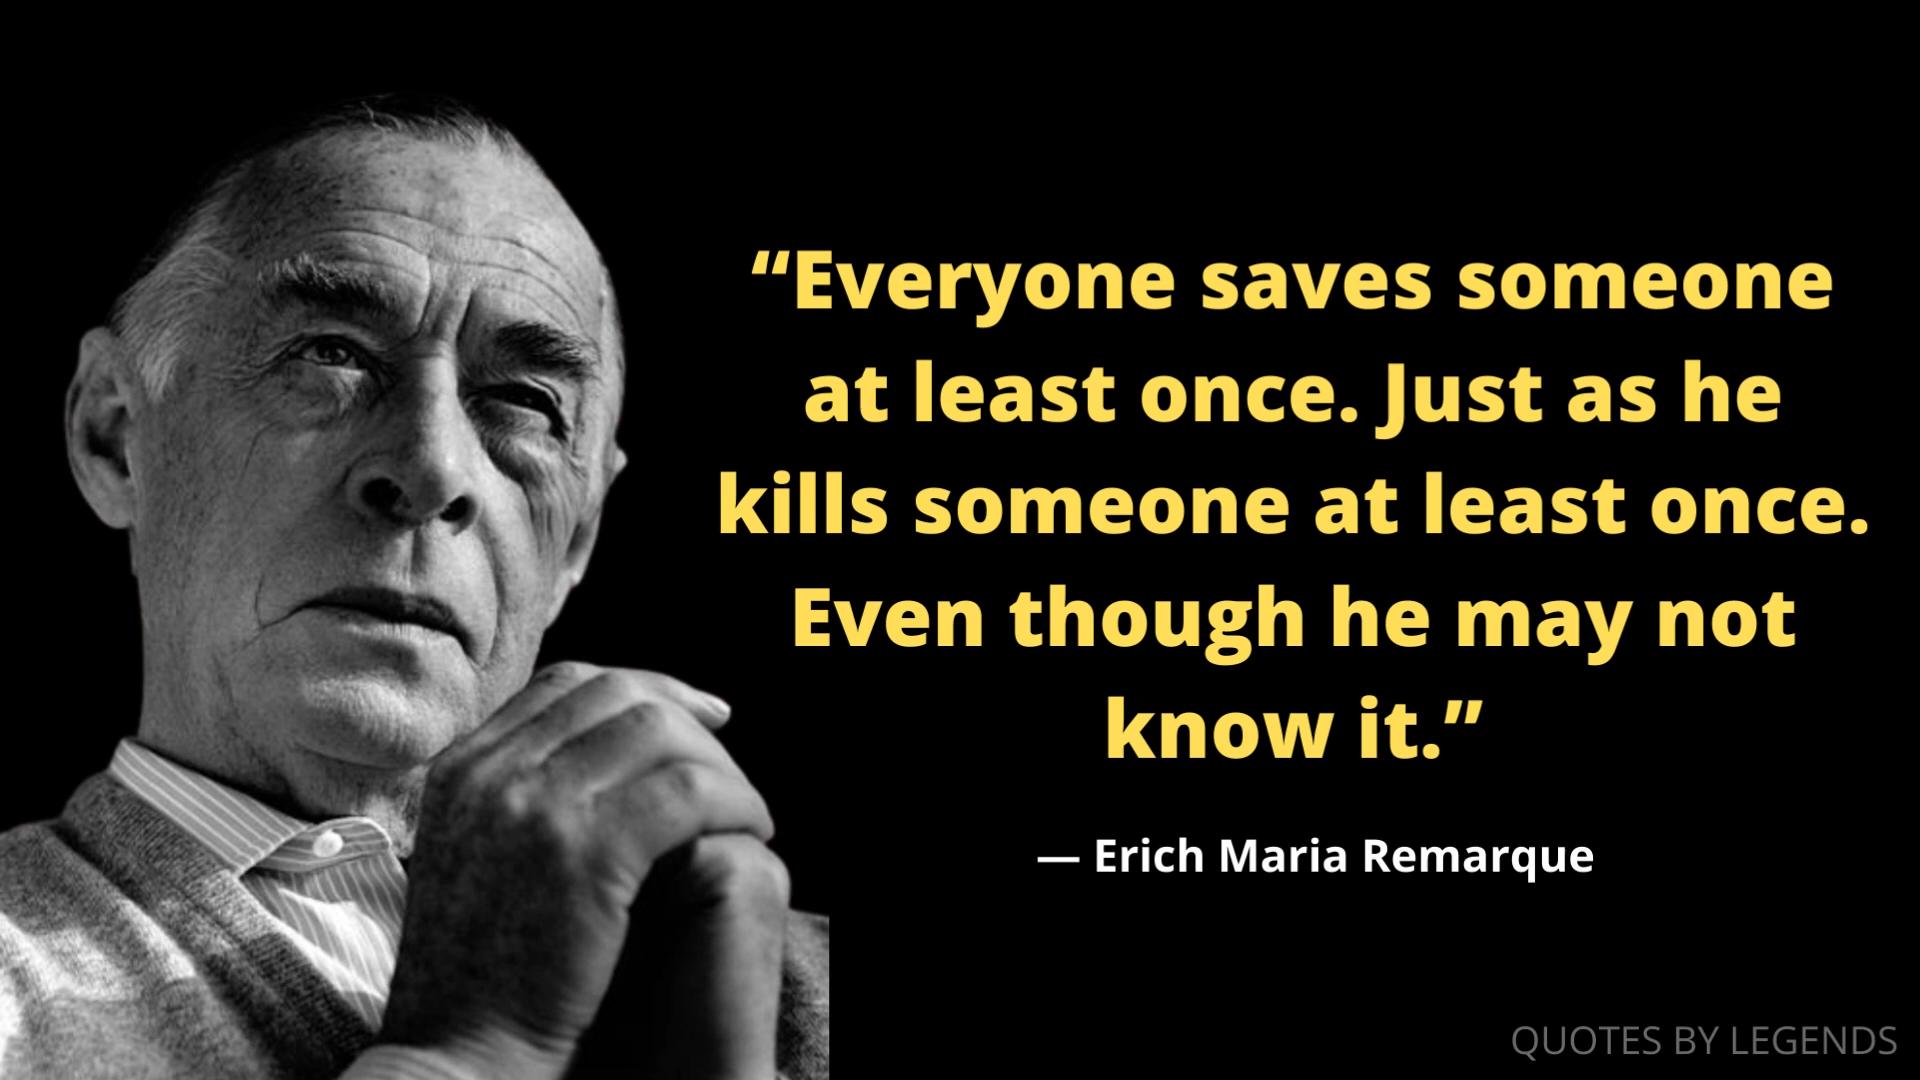 “Everyone saves someone
at least once. Just as he
kills someone at least once.
Even though he may not
know it.”
— Erich Maria Remarque
QUOTES BY LEGENDS